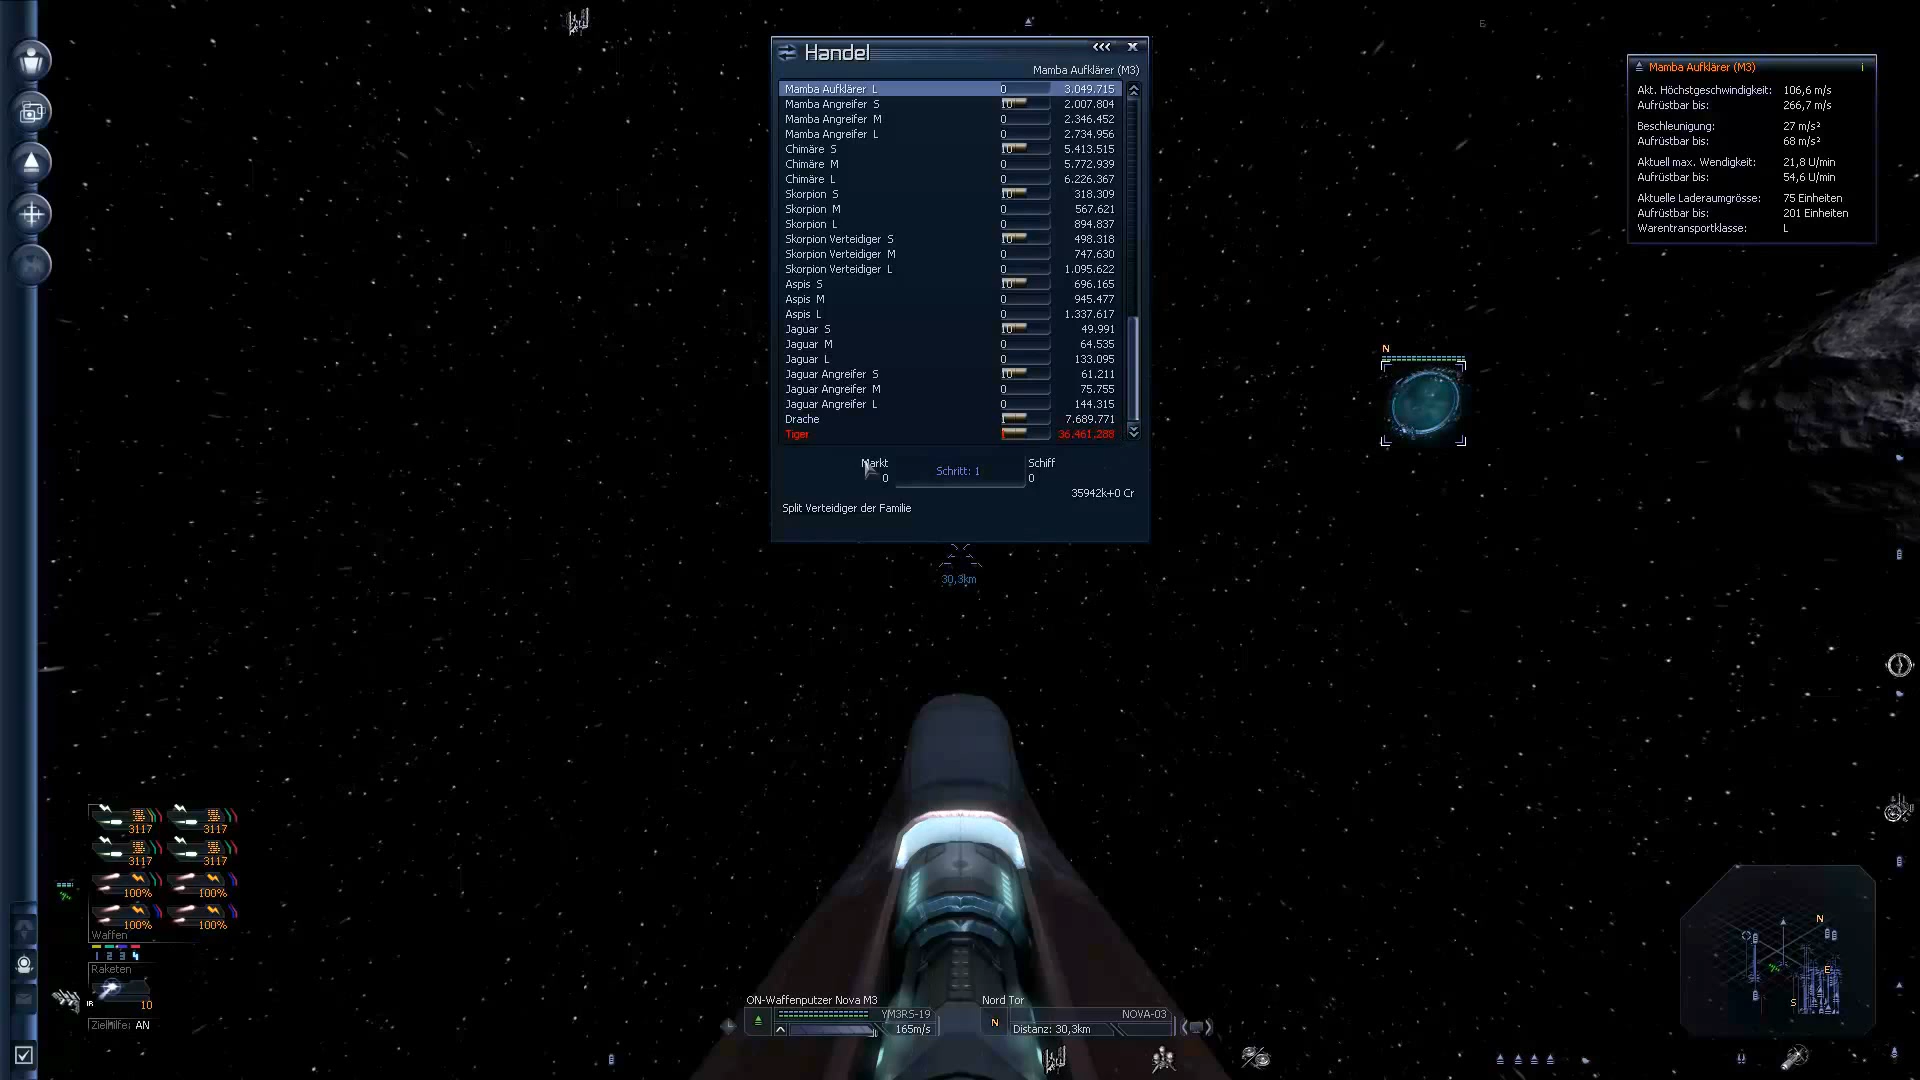 Handel
Mamba Aufklärer (M3)
Mamba Aufklärer L 0 3.049.715
Mamba Angreifer S 10 2.007.804
Mamba Angreifer M 0 2.346.452
Mamba Angreifer L 0 2.734.956
Chimäre S 10 5.413.515
Chimäre M 0 5.772.939
Chimäre L 0 6.226.367
Skorpion S 10 318.309
Skorpion M 0 567.621
Skorpion L 0 894.837
Skorpion Verteidiger S 10 498.318
Skorpion Verteidiger M 0 747.630
Skorpion Verteidiger L 0 1.095.622
Aspis S 10 696.165
Aspis M 0 945.477
Aspis L 0 1.337.617
Jaguar S 10 49.991
Jaguar M 0 64.535
Jaguar L 0 133.095
Jaguar Angreifer S 10 61.211
Jaguar Angreifer M 0 75.755
Jaguar Angreifer L 0 144.315
Drache 1 7.689.771
Tiger 1 36.461.288
Markt Schritt: 1 Schiff
0 0
35942k+0 Cr
Split Verteidiger der Familie
Mamba Aufklärer (M3) i
Akt. Höchstgeschwindigkeit: 106,6 m/s
Aufrüstbar bis: 266,7 m/s
Beschleunigung: 27 m/s²
Aufrüstbar bis: 68 m/s²
Aktuell max. Wendigkeit: 21,8 U/min
Aufrüstbar bis: 54,6 U/min
Aktuelle Laderaumgrösse: 75 Einheiten
Aufrüstbar bis: 201 Einheiten
Warentransportklasse: L
N
30,3km
3117 3117
3117 3117
100% 100%
100% 100%
Waffen
1 2 3 4
Raketen
IR 10
Zielhilfe: AN
ON-Waffenputzer Nova M3
YM3RS-19
165m/s
Nord Tor
N NOVA-03
Distanz: 30,3km
N
E
S